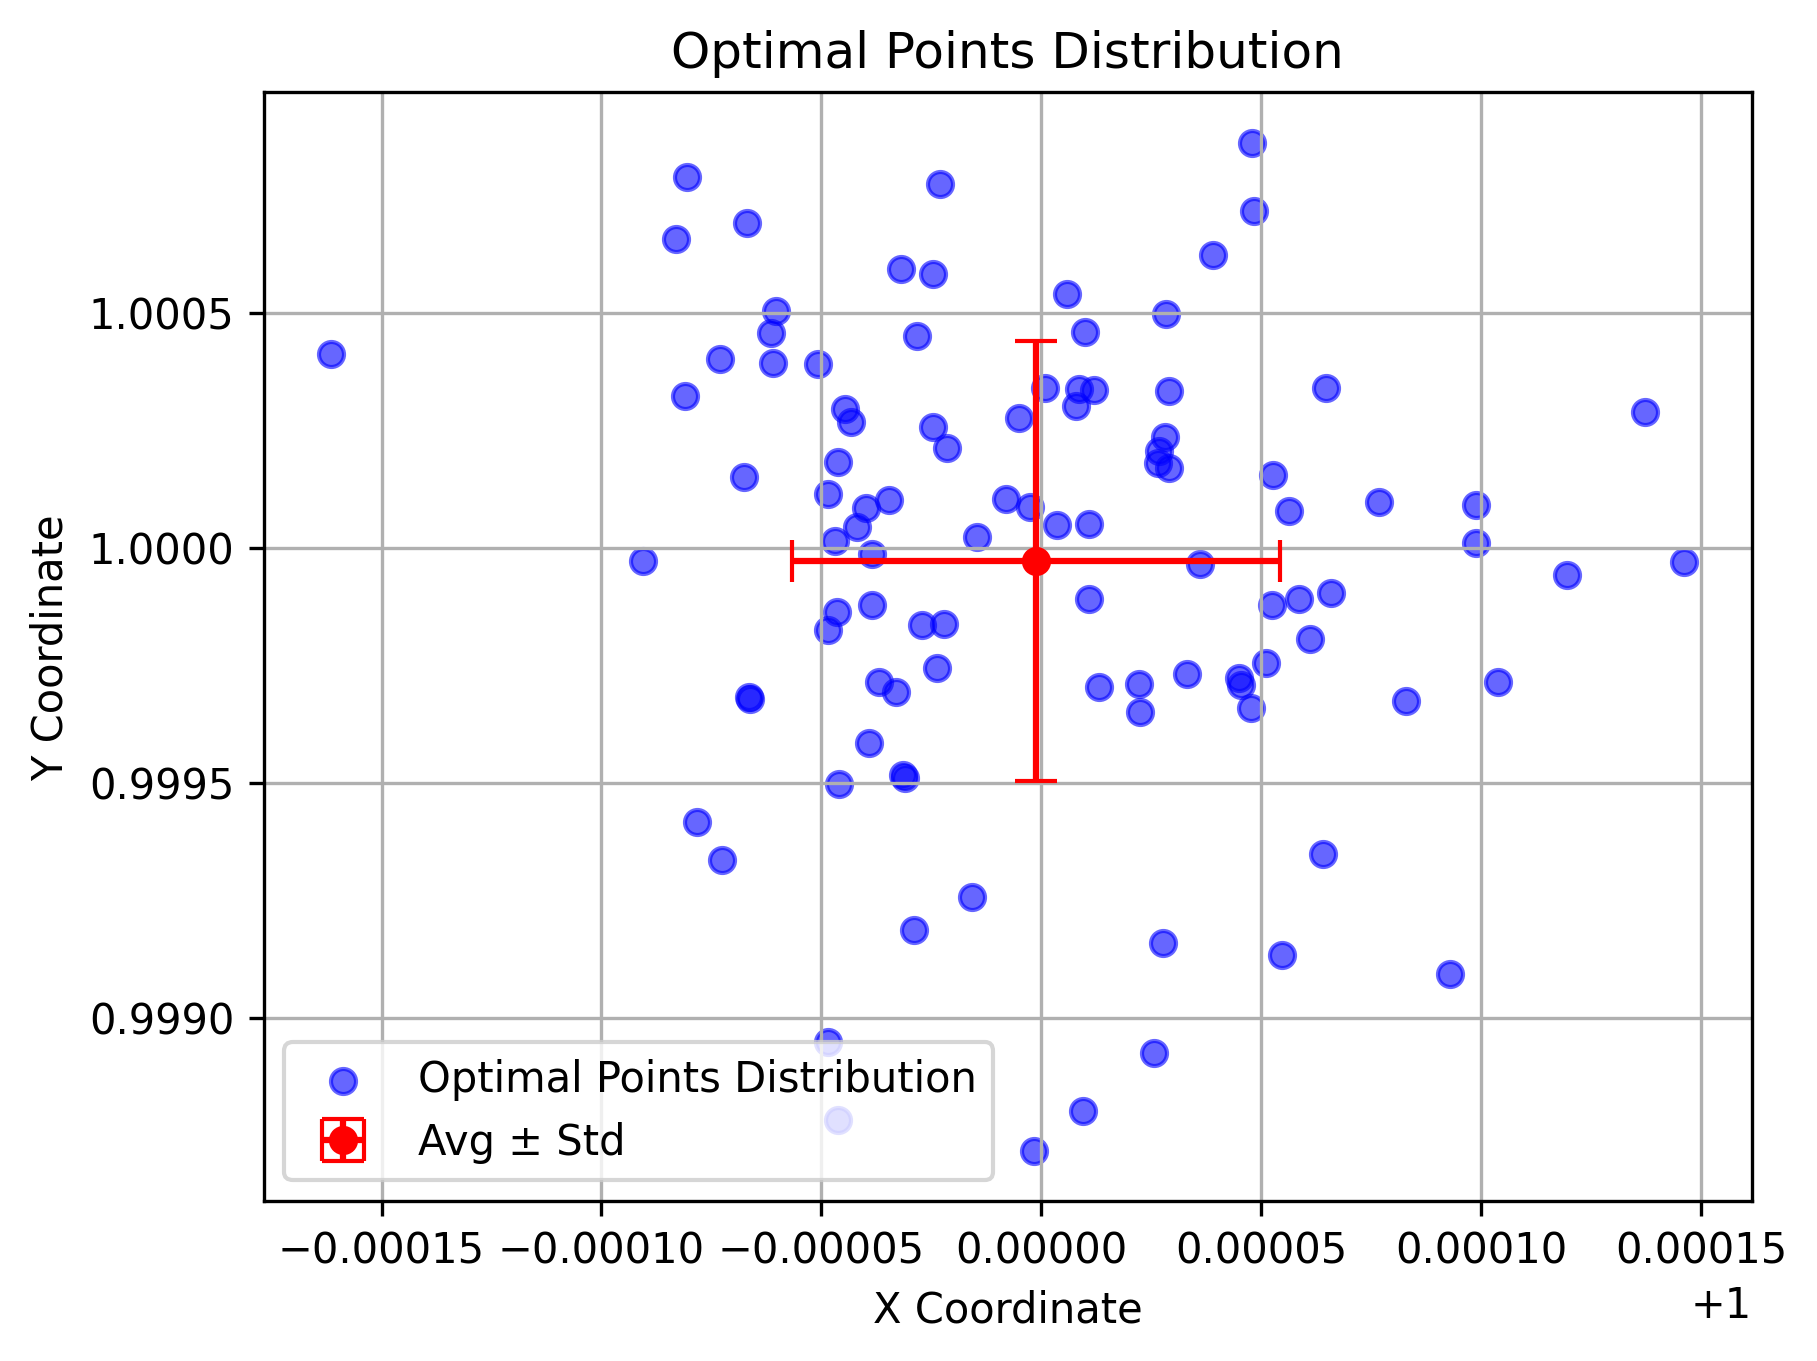 Optimal Points Distribution
Y Coordinate
1.0005
1.0000
0.9995
0.9990
Optimal Points Distribution
Avg ± Std
−0.00015 −0.00010 −0.00005 0.00000 0.00005 0.00010 0.00015
X Coordinate
+1